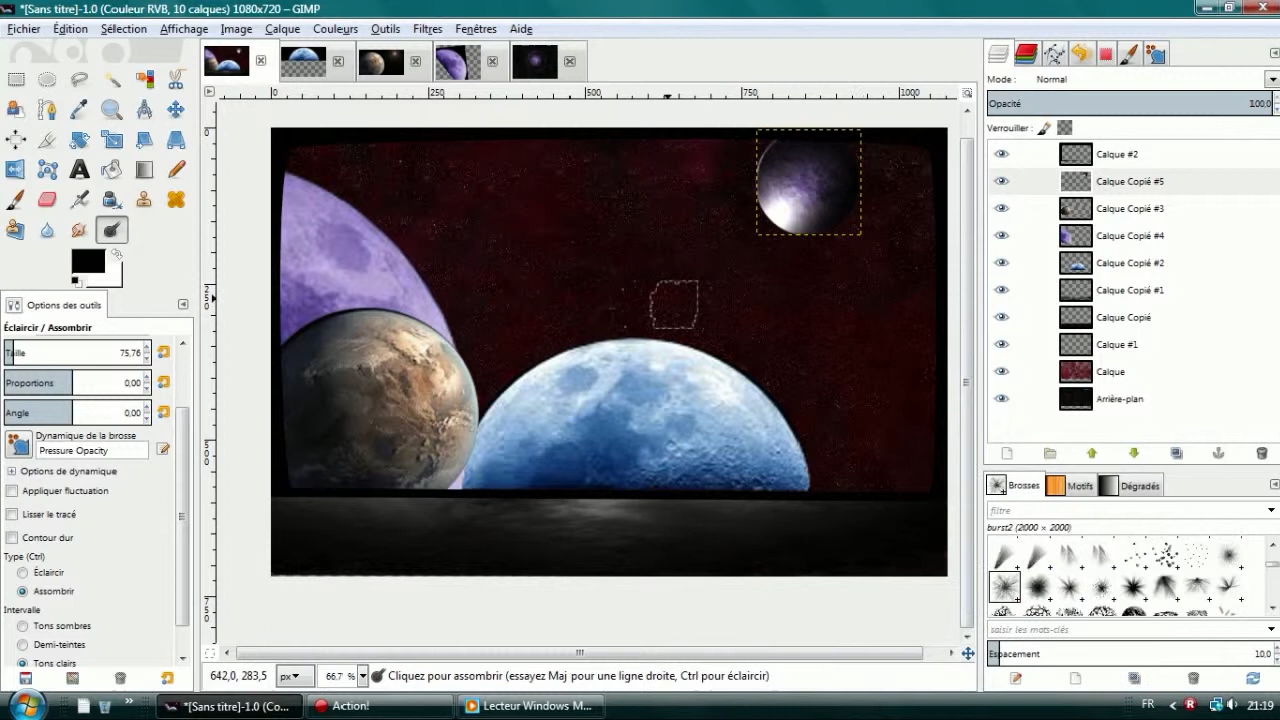 *[Sans titre]-1.0 (Couleur RVB, 10 calques) 1080x720 – GIMP
Fichier Édition Sélection Affichage Image Calque Couleurs Outils Filtres Fenêtres Aide
0 250 500 750 1000
0
250
500
750
Options des outils
Éclaircir / Assombrir
Taille 75,76
Proportions 0,00
Angle 0,00
Dynamique de la brosse
Pressure Opacity
Options de dynamique
Appliquer fluctuation
Lisser le tracé
Contour dur
Type (Ctrl)
Éclaircir
Assombrir
Intervalle
Tons sombres
Demi-teintes
Tons clairs
Mode : Normal
Opacité 100,0
Verrouiller :
Calque #2
Calque Copié #5
Calque Copié #3
Calque Copié #4
Calque Copié #2
Calque Copié #1
Calque Copié
Calque #1
Calque
Arrière-plan
Brosses Motifs Dégradés
filtre
burst2 (2000 × 2000)
saisir les mots-clés
Espacement 10,0
642,0, 283,5 px 66.7 % Cliquez pour assombrir (essayez Maj pour une ligne droite, Ctrl pour éclaircir)
*[Sans titre]-1.0 (Co... Action! Lecteur Windows M... FR 21:19